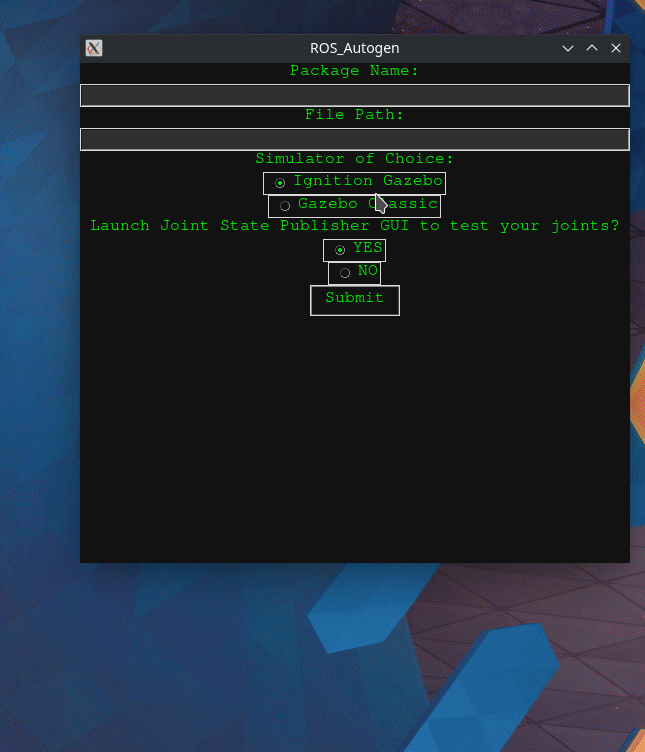 ROS_Autogen
Package Name:
File Path:
Simulator of Choice:
Ignition Gazebo
Gazebo Classic
Launch Joint State Publisher GUI to test your joints?
YES
NO
Submit